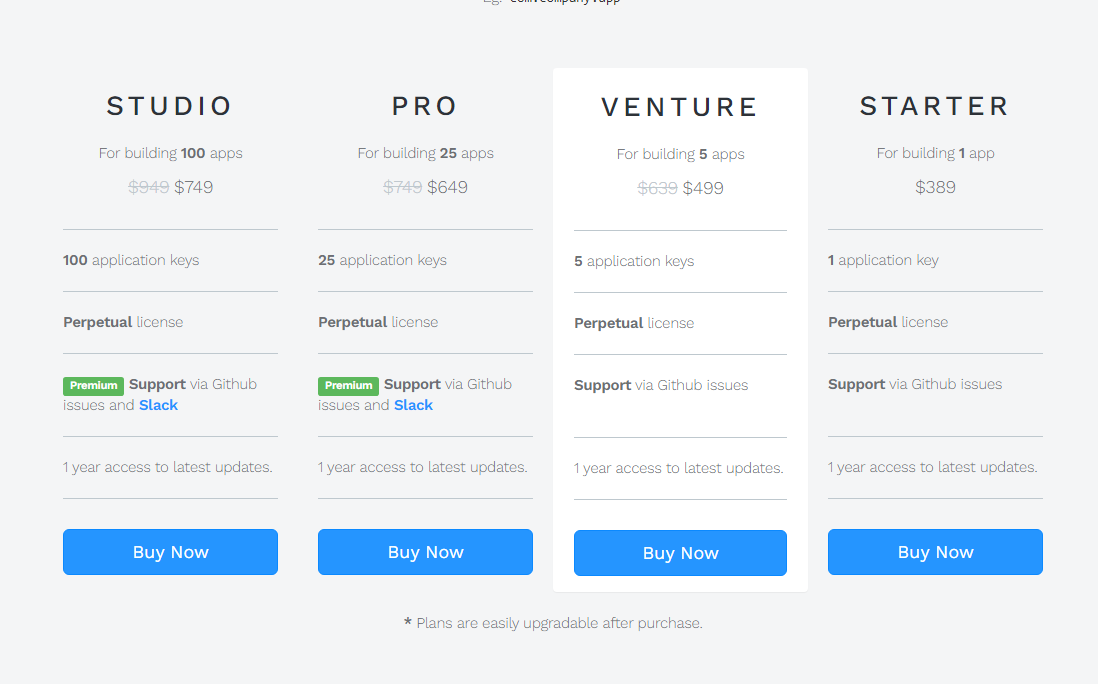 STUDIO
For building 100 apps
$949 $749
100 application keys
Perpetual license
Premium Support via Github
issues and Slack
1 year access to latest updates.
Buy Now
PRO
For building 25 apps
$749 $649
25 application keys
Perpetual license
Premium Support via Github
issues and Slack
1 year access to latest updates.
Buy Now
VENTURE
For building 5 apps
$639 $499
5 application keys
Perpetual license
Support via Github issues
1 year access to latest updates.
Buy Now
STARTER
For building 1 app
$389
1 application key
Perpetual license
Support via Github issues
1 year access to latest updates.
Buy Now
* Plans are easily upgradable after purchase.